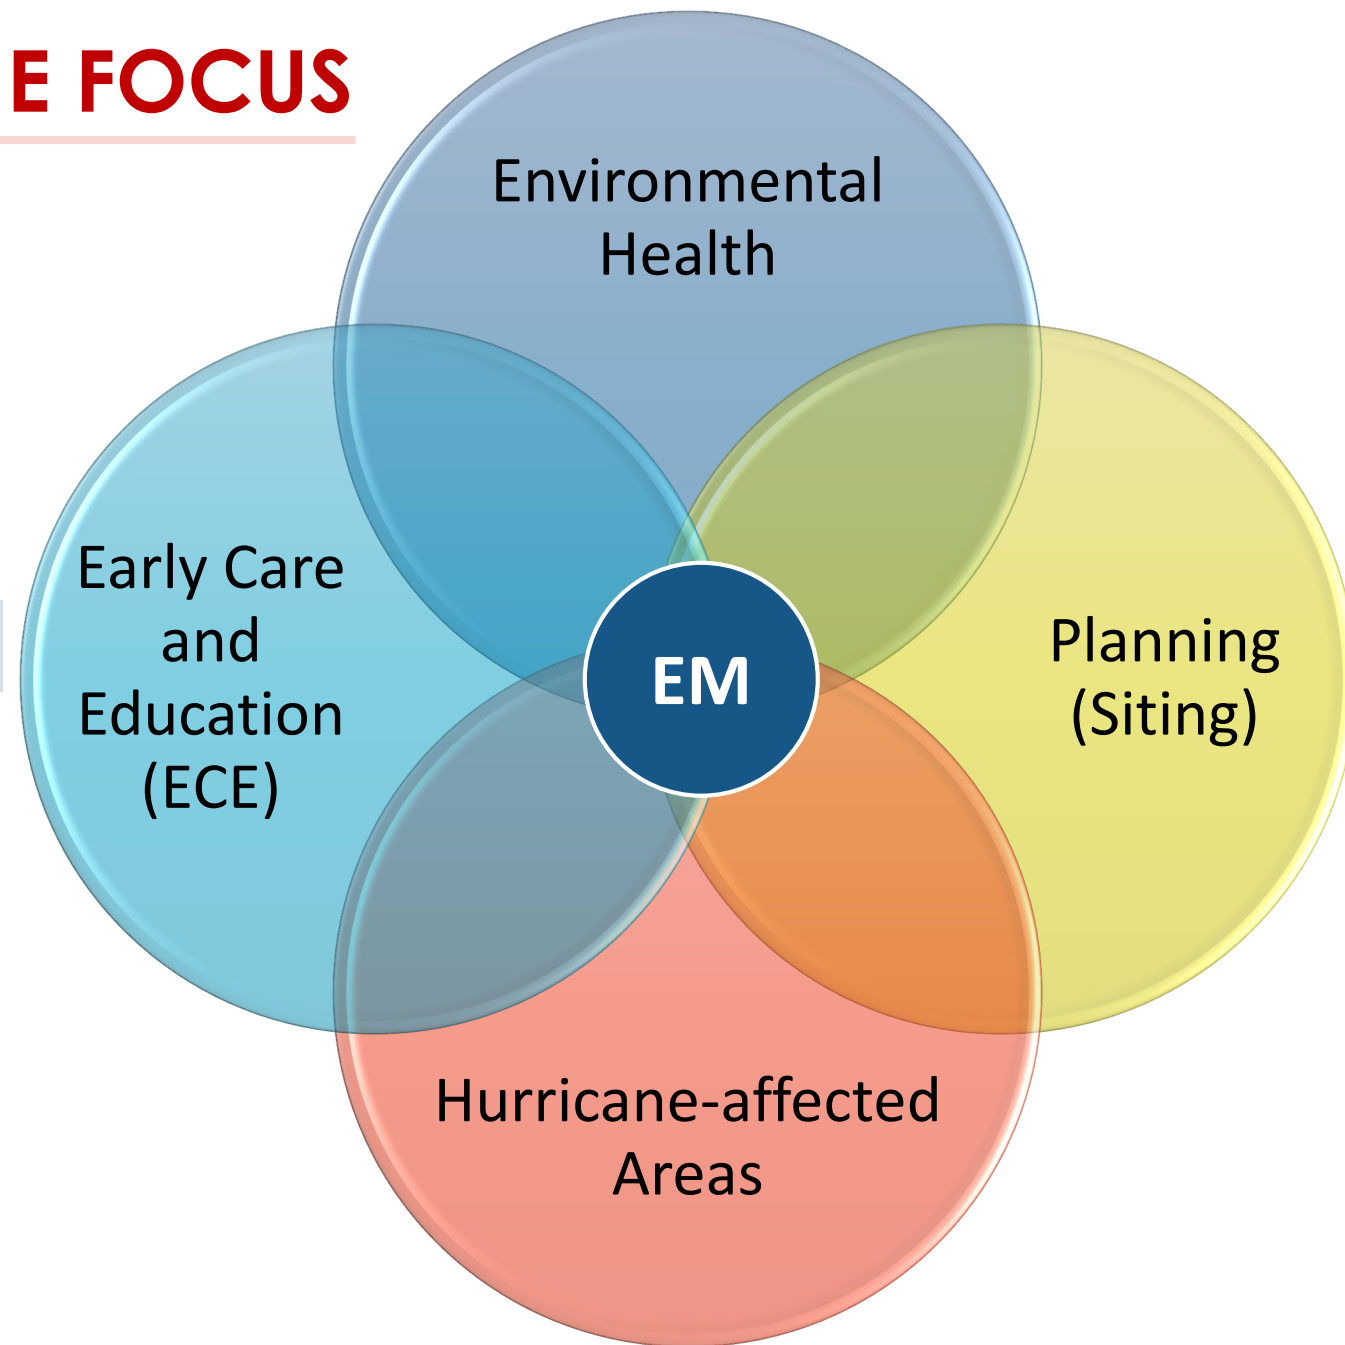 E FOCUS
Environmental
Health
Early Care
and
Education
(ECE)
EM
Planning
(Siting)
Hurricane-affected
Areas